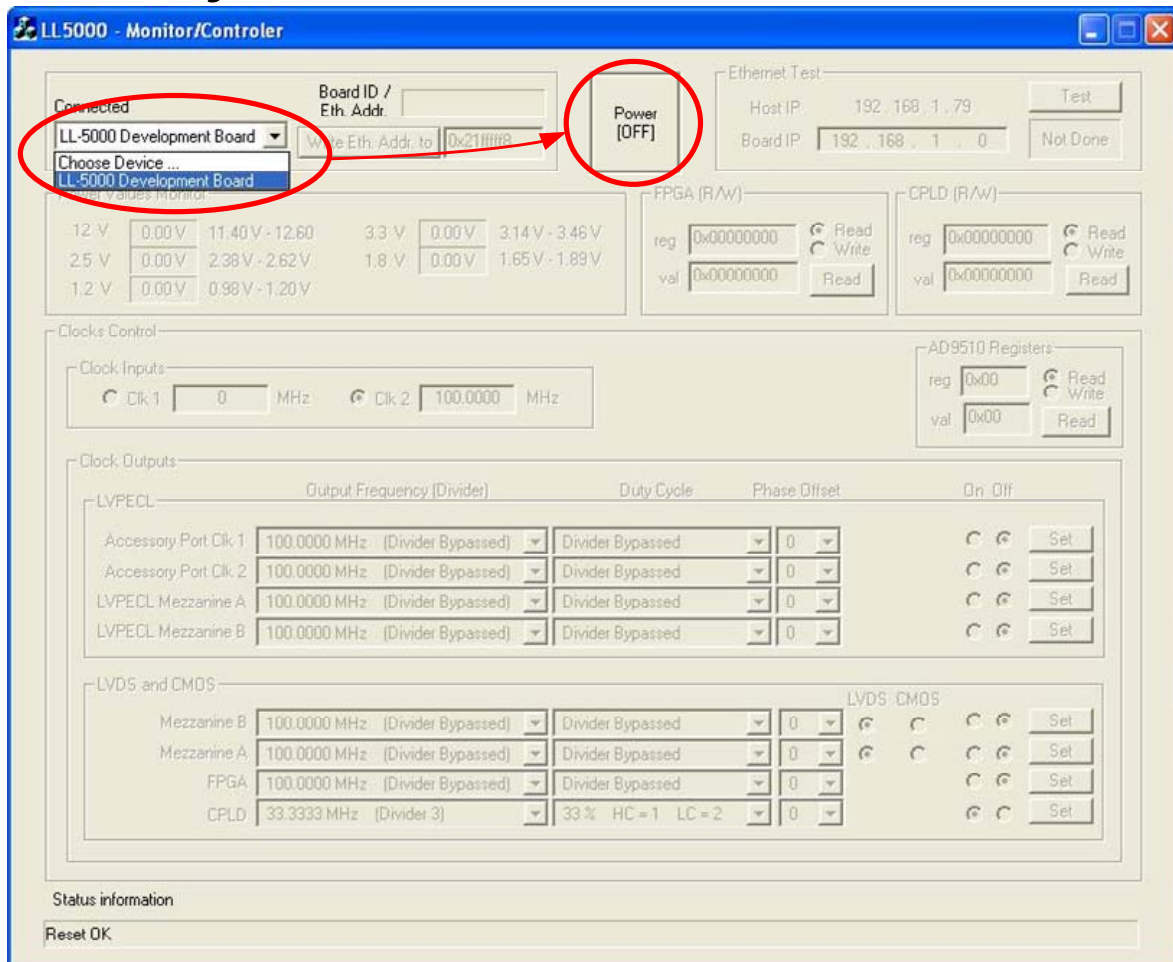 LL5000 - Monitor/Controler
Connected
Board ID /
Eth. Addr.
LL-5000 Development Board
Write Eth. Addr. to 0x21fffff8
Choose Device ...
LL-5000 Development Board
Power
[OFF]
Ethernet Test
Host IP 192 . 168 . 1 . 79 Test
Board IP 192 . 168 . 1 . 0 Not Done
Power Values Monitor
12 V 0.00 V 11.40 V - 12.60 3.3 V 0.00 V 3.14 V - 3.46 V
2.5 V 0.00 V 2.38 V - 2.62 V 1.8 V 0.00 V 1.65 V - 1.89 V
1.2 V 0.00 V 0.98 V - 1.20 V
FPGA (R/W)
reg 0x00000000 Read
Write
val 0x00000000 Read
CPLD (R/W)
reg 0x00000000 Read
Write
val 0x00000000 Read
Clocks Control
Clock Inputs
Clk 1 0 MHz Clk 2 100.0000 MHz
AD9510 Registers
reg 0x00 Read
Write
val 0x00 Read
Clock Outputs
LVPECL Output Frequency (Divider) Duty Cycle Phase Offset On Off
Accessory Port Clk 1 100.0000 MHz (Divider Bypassed) Divider Bypassed 0 Set
Accessory Port Clk 2 100.0000 MHz (Divider Bypassed) Divider Bypassed 0 Set
LVPECL Mezzanine A 100.0000 MHz (Divider Bypassed) Divider Bypassed 0 Set
LVPECL Mezzanine B 100.0000 MHz (Divider Bypassed) Divider Bypassed 0 Set
LVDS and CMOS
LVDS CMOS
Mezzanine B 100.0000 MHz (Divider Bypassed) Divider Bypassed 0 Set
Mezzanine A 100.0000 MHz (Divider Bypassed) Divider Bypassed 0 Set
FPGA 100.0000 MHz (Divider Bypassed) Divider Bypassed 0 Set
CPLD 33.3333 MHz (Divider 3) 33 % HC = 1 LC = 2 0 Set
Status information
Reset OK